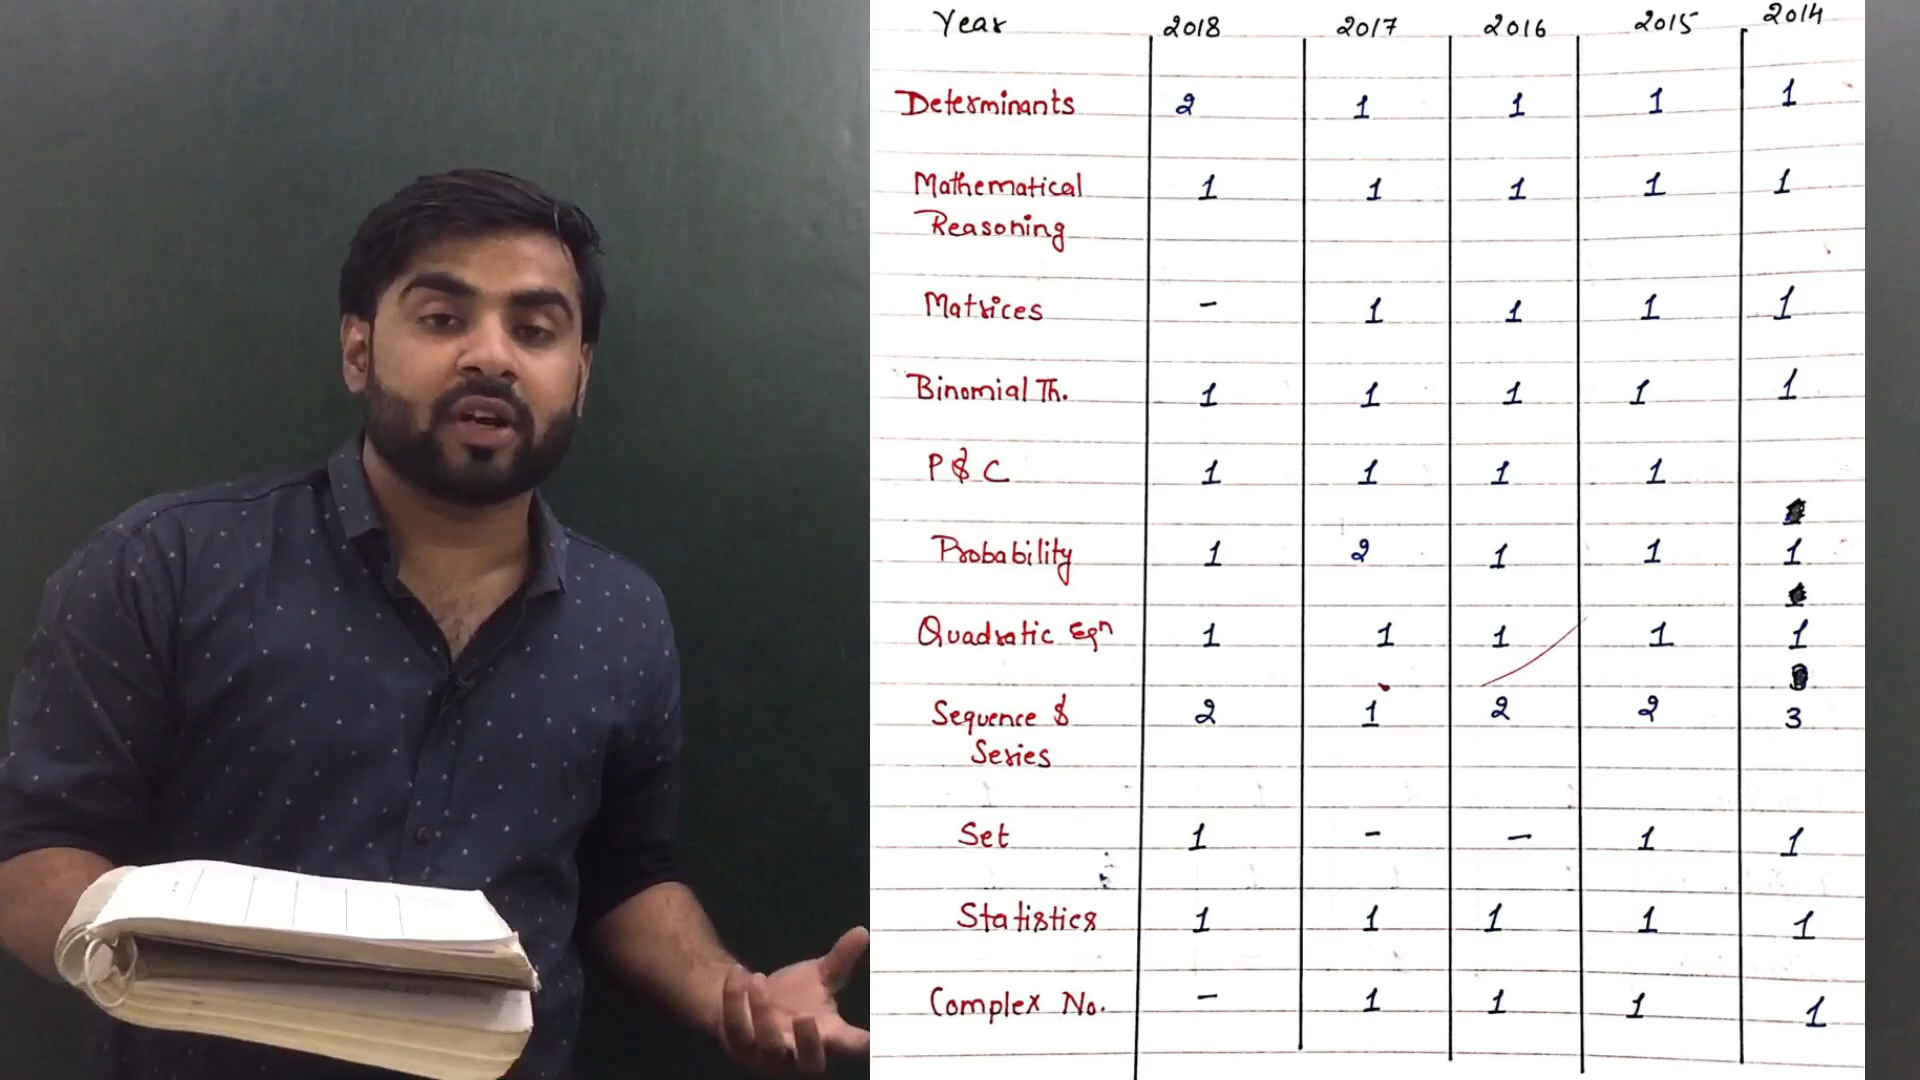 Year 2018 2017 2016 2015 2014
Determinants 2 1 1 1 1
Mathematical 1 1 1 1 1
Reasoning
Matrices - 1 1 1 1
Binomial Th. 1 1 1 1 1
P & C 1 1 1 1
Probability 1 2 1 1 1
Quadratic Eqn 1 1 1 1 1
Sequence & 2 1 2 2 3
Series
Set 1 - - 1 1
Statistics 1 1 1 1 1
Complex No. - 1 1 1 1